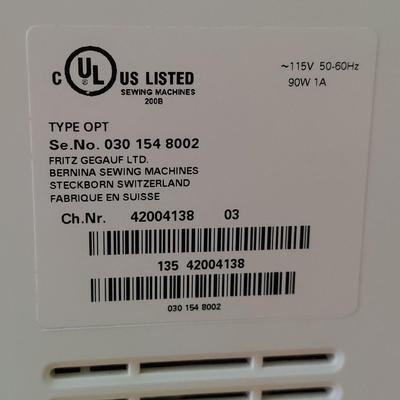 C UL US LISTED
SEWING MACHINES
200B
~115V 50-60Hz
90W 1A
TYPE OPT
Se.No. 030 154 8002
FRITZ GEGAUF LTD.
BERNINA SEWING MACHINES
STECKBORN SWITZERLAND
FABRIQUE EN SUISSE
Ch.Nr. 42004138 03
135 42004138
030 154 8002